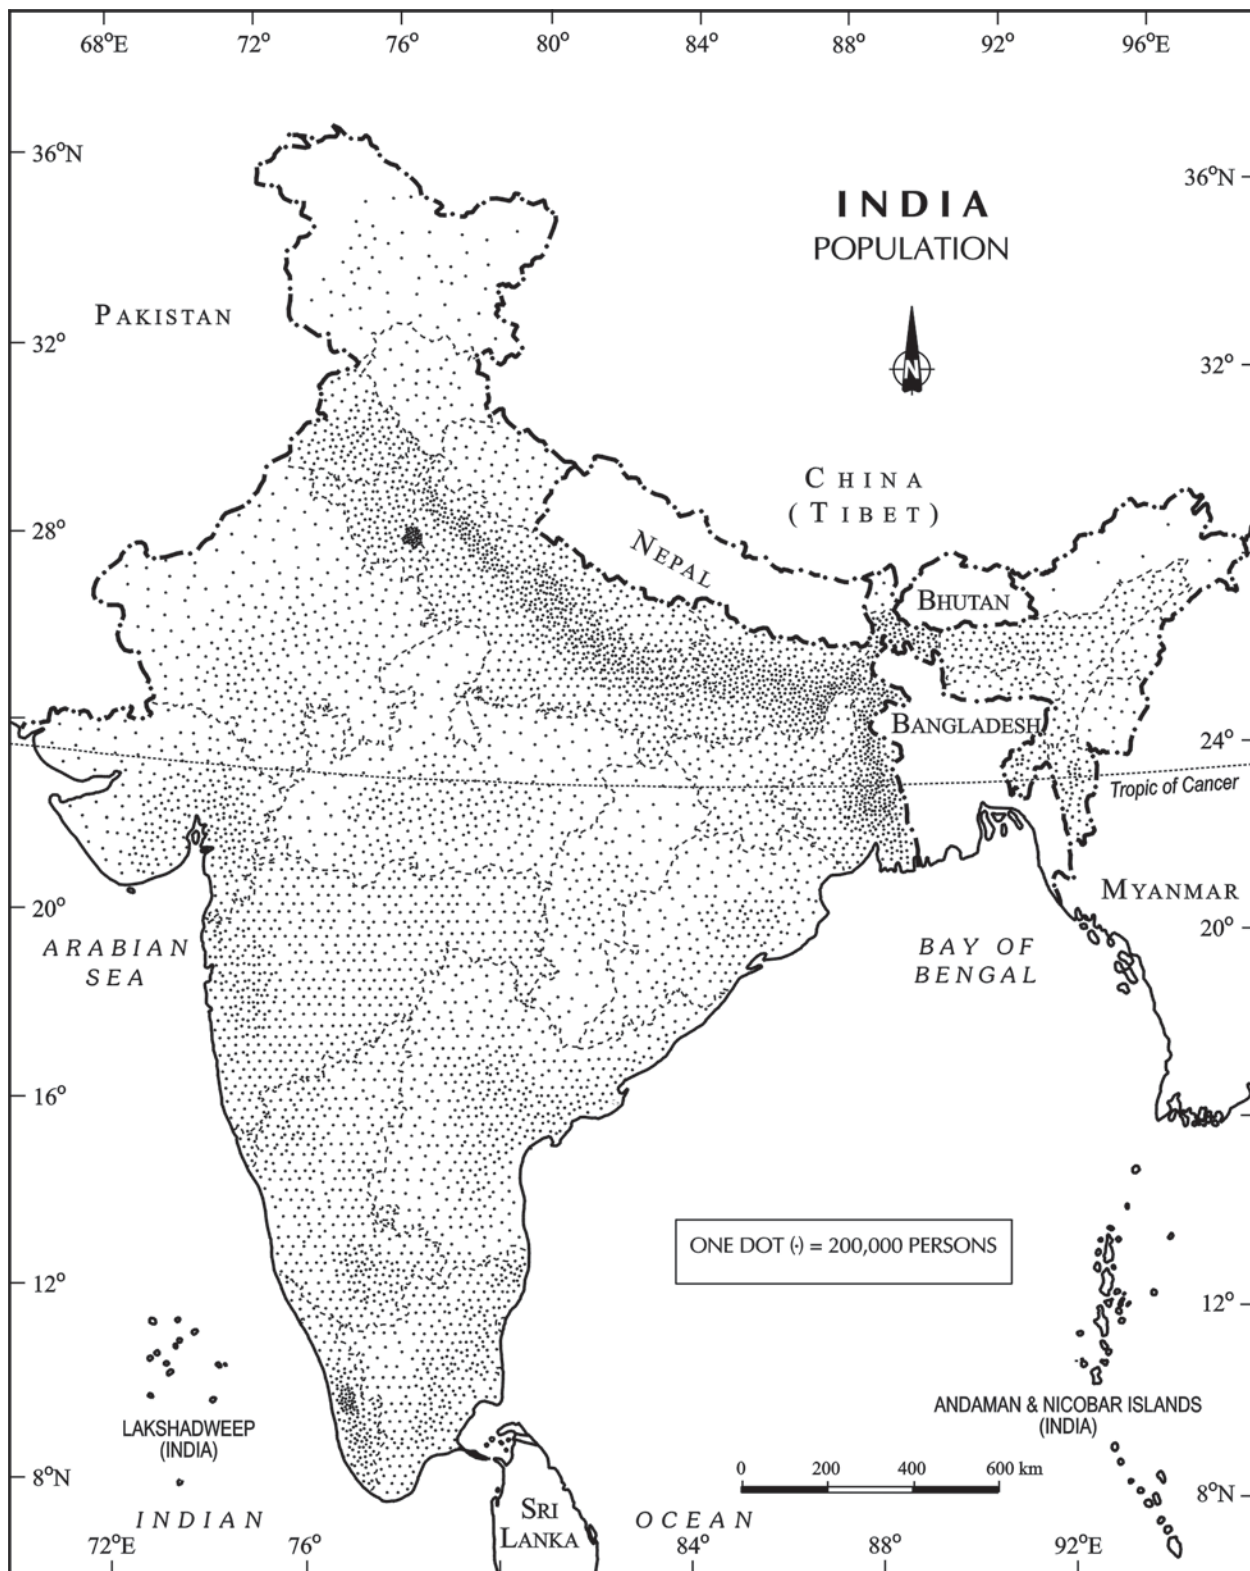 68°E 72° 76° 80° 84° 88° 92° 96°E
36°N
36°N
INDIA
POPULATION
PAKISTAN
32°
32°
N
CHINA
(TIBET)
28°
28°
NEPAL
BHUTAN
BANGLADESH
24°
Tropic of Cancer
MYANMAR
20°
20°
ARABIAN
SEA
BAY OF
BENGAL
16°
ONE DOT (·) = 200,000 PERSONS
12°
12°
LAKSHADWEEP
(INDIA)
ANDAMAN & NICOBAR ISLANDS
(INDIA)
0 200 400 600 km
8°N
8°N
SRI
LANKA
INDIAN OCEAN
72°E 76° 84° 88° 92°E